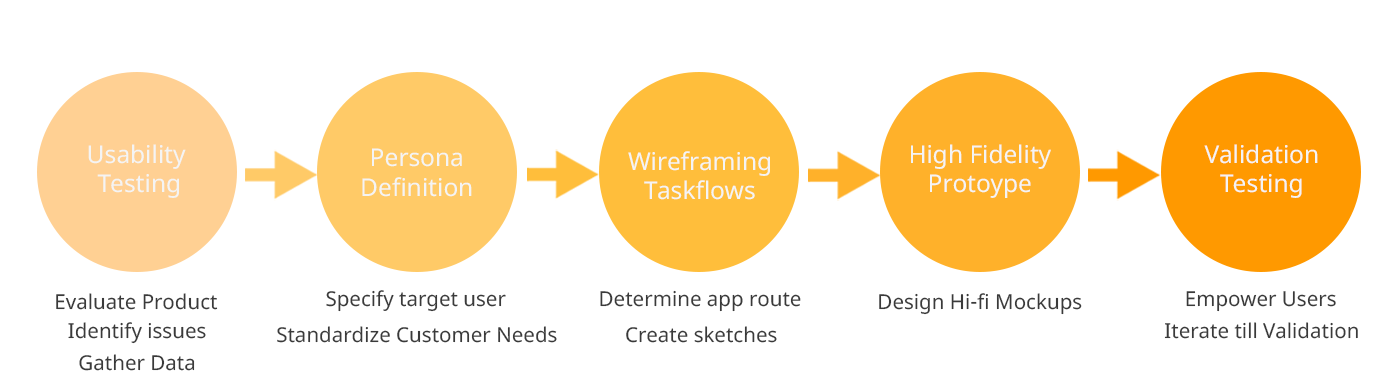 Usability
Testing
Persona
Definition
Wireframing
Taskflows
High Fidelity
Protoype
Validation
Testing
Evaluate Product
Identify issues
Gather Data
Specify target user
Standardize Customer Needs
Determine app route
Create sketches
Design Hi-fi Mockups
Empower Users
Iterate till Validation